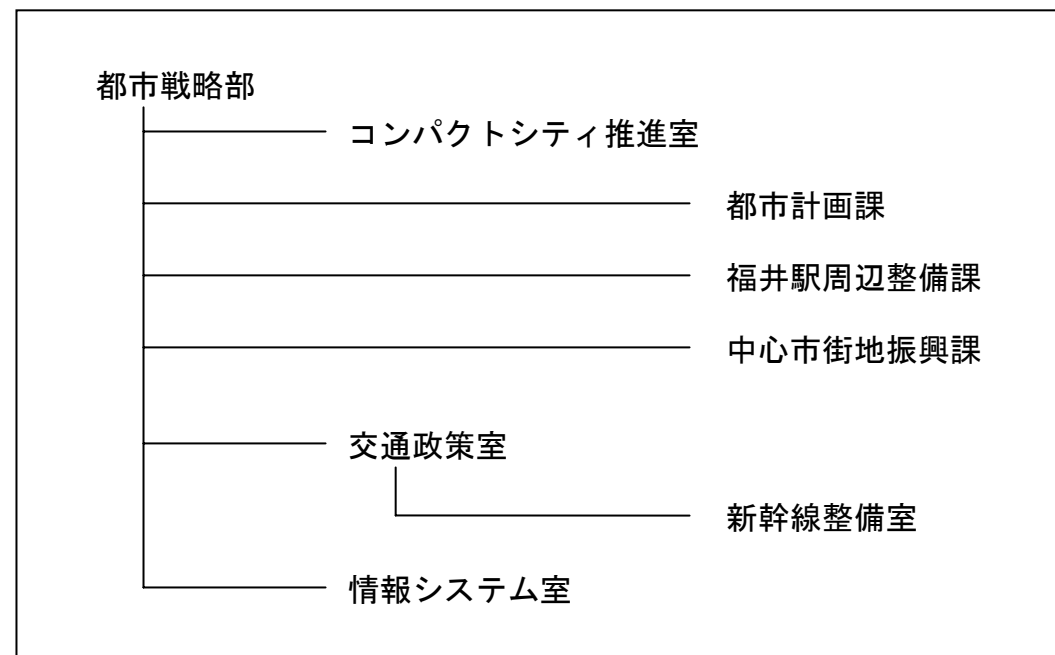 都市戦略部
コンパクトシティ推進室
都市計画課
福井駅周辺整備課
中心市街地振興課
交通政策室
新幹線整備室
情報システム室